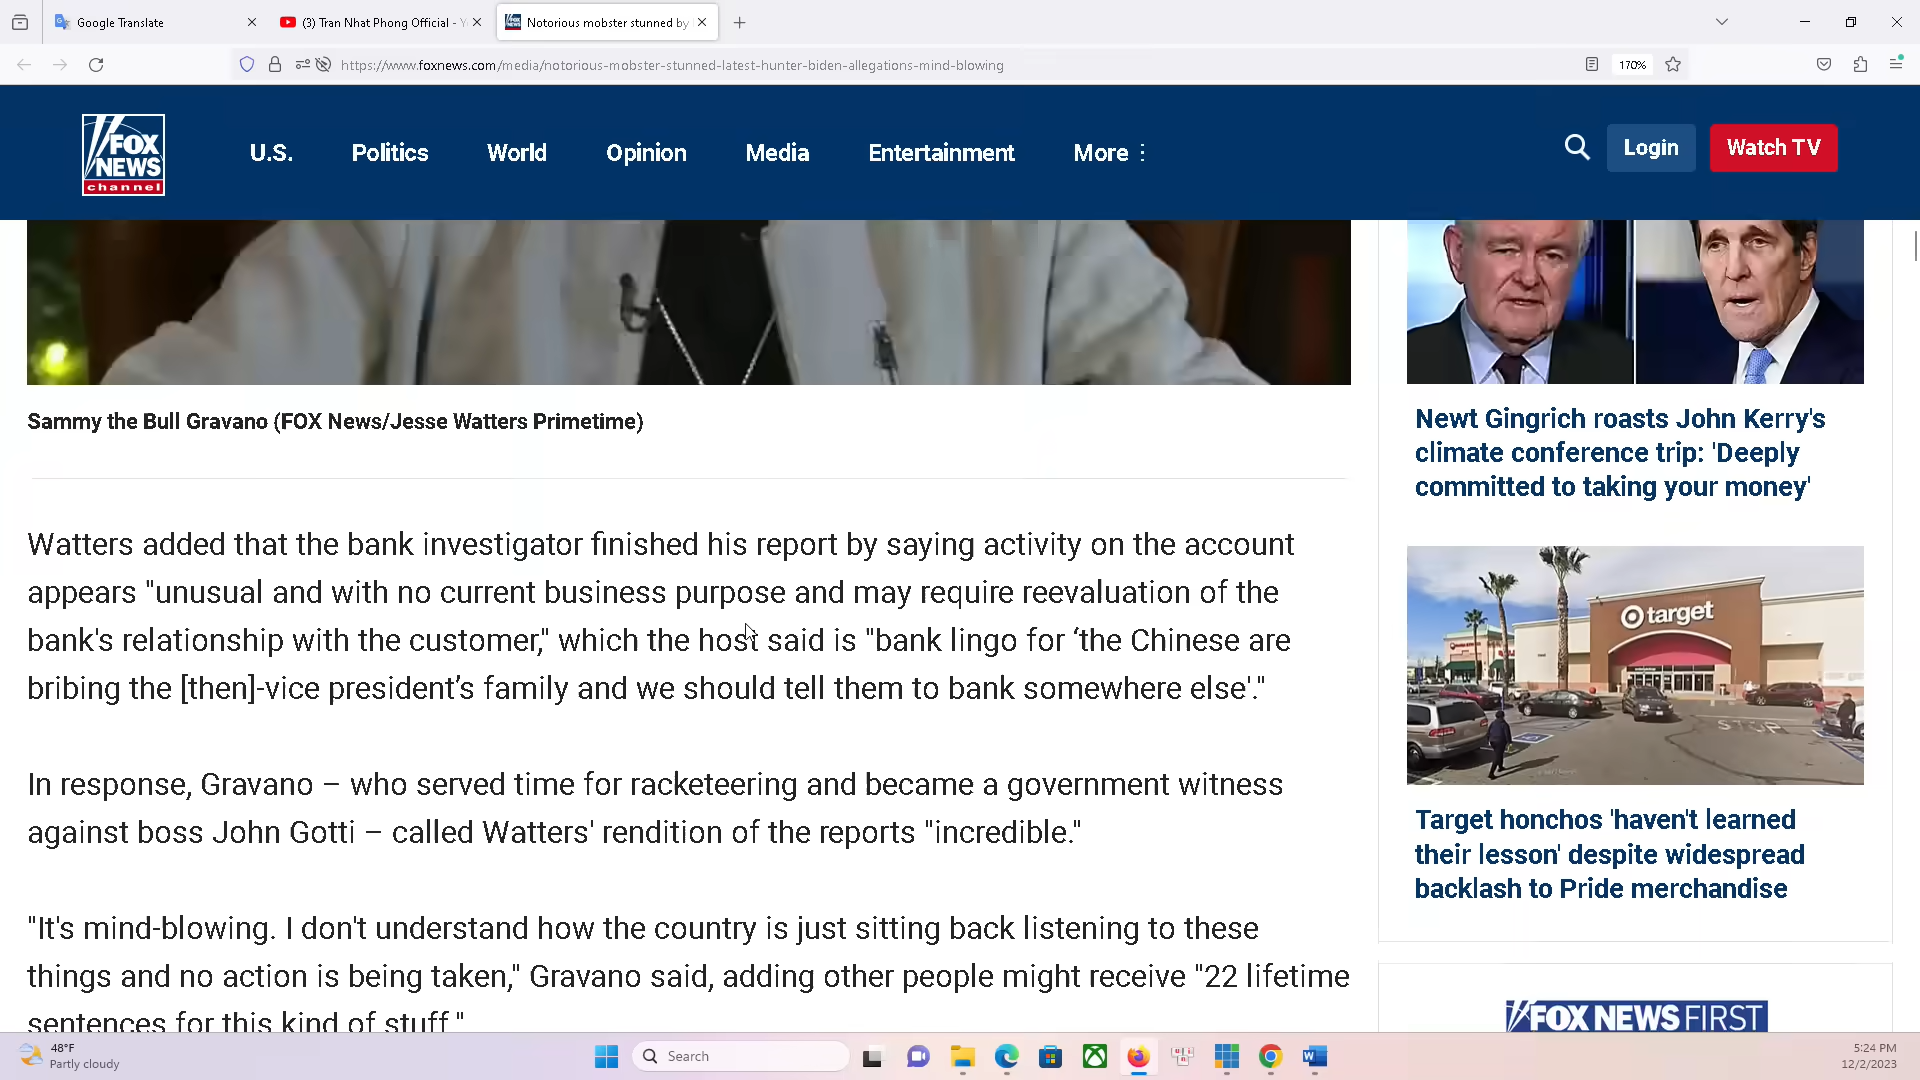 Google Translate
(3) Tran Nhat Phong Official - Y
Notorious mobster stunned by
https://www.foxnews.com/media/notorious-mobster-stunned-latest-hunter-biden-allegations-mind-blowing
170%
FOX
NEWS
channel
U.S.
Politics
World
Opinion
Media
Entertainment
More
Login
Watch TV
Sammy the Bull Gravano (FOX News/Jesse Watters Primetime)
Watters added that the bank investigator finished his report by saying activity on the account
appears "unusual and with no current business purpose and may require reevaluation of the
bank's relationship with the customer," which the host said is "bank lingo for ‘the Chinese are
bribing the [then]-vice president’s family and we should tell them to bank somewhere else'."
In response, Gravano – who served time for racketeering and became a government witness
against boss John Gotti – called Watters' rendition of the reports "incredible."
"It's mind-blowing. I don't understand how the country is just sitting back listening to these
things and no action is being taken," Gravano said, adding other people might receive "22 lifetime
sentences for this kind of stuff."
Newt Gingrich roasts John Kerry's
climate conference trip: 'Deeply
committed to taking your money'
target
STOP
Target honchos 'haven't learned
their lesson' despite widespread
backlash to Pride merchandise
FOX NEWS FIRST
48°F
Partly cloudy
Search
5:24 PM
12/2/2023